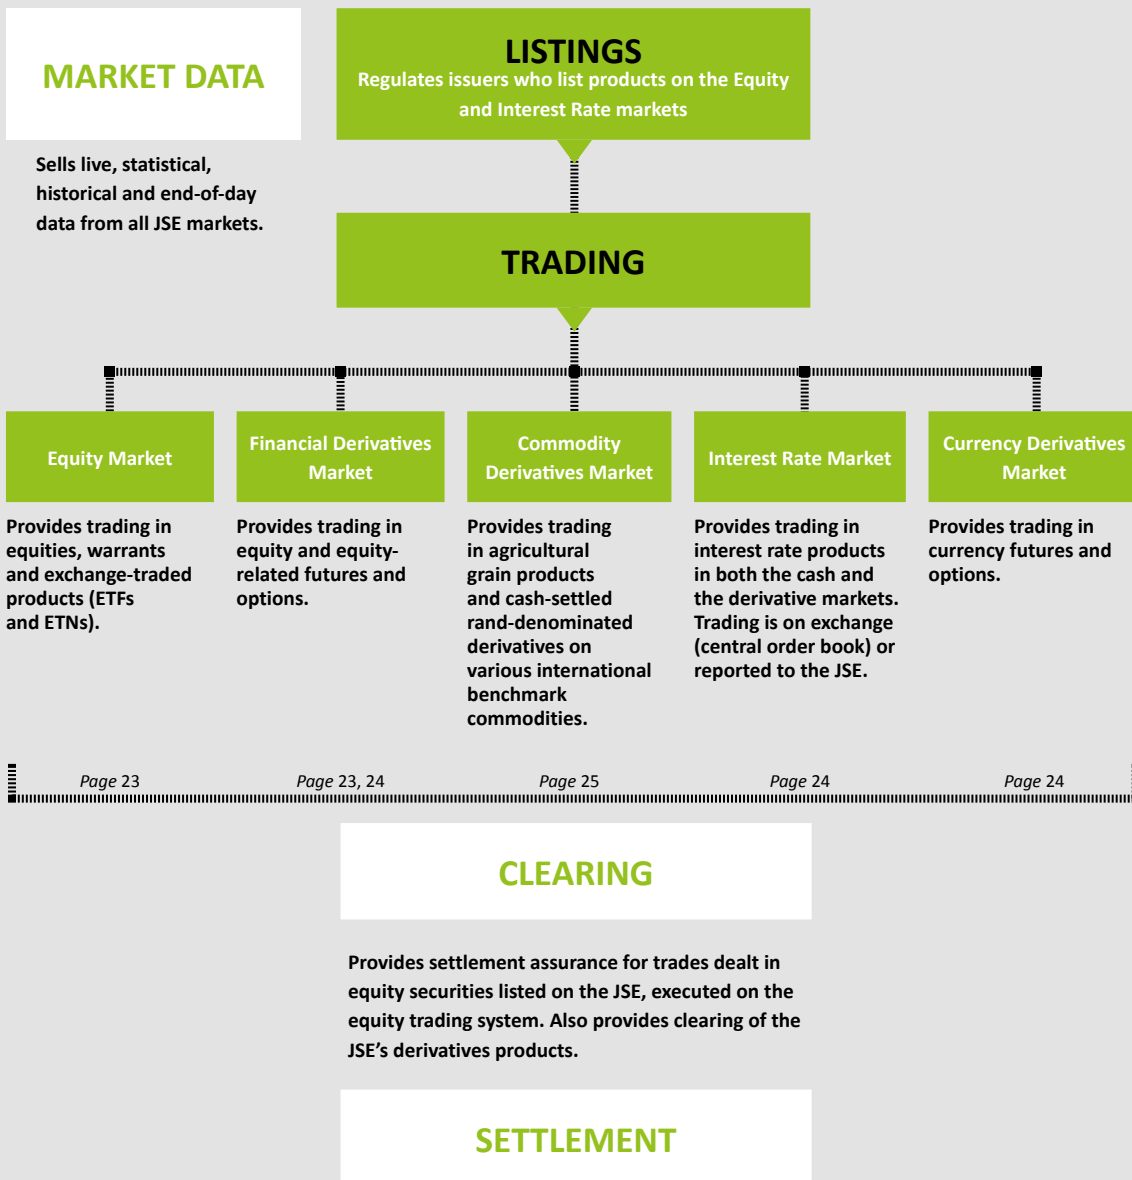 MARKET DATA
Sells live, statistical,
historical and end-of-day
data from all JSE markets.
LISTINGS
Regulates issuers who list products on the Equity
and Interest Rate markets
TRADING
Equity Market
Provides trading in
equities, warrants
and exchange-traded
products (ETFs
and ETNs).
Financial Derivatives
Market
Provides trading in
equity and equity-
related futures and
options.
Commodity
Derivatives Market
Provides trading
in agricultural
grain products
and cash-settled
rand-denominated
derivatives on
various international
benchmark
commodities.
Interest Rate Market
Provides trading in
interest rate products
in both the cash and
the derivative markets.
Trading is on exchange
(central order book) or
reported to the JSE.
Currency Derivatives
Market
Provides trading in
currency futures and
options.
Page 23
Page 23, 24
Page 25
Page 24
Page 24
CLEARING
Provides settlement assurance for trades dealt in
equity securities listed on the JSE, executed on the
equity trading system. Also provides clearing of the
JSE’s derivatives products.
SETTLEMENT